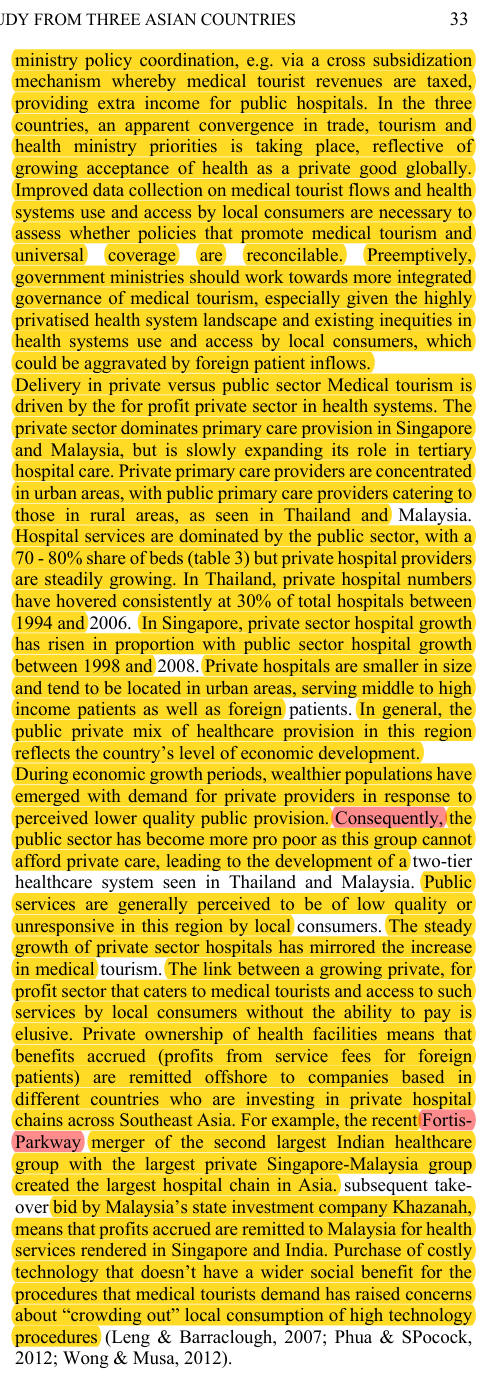 UDY FROM THREE ASIAN COUNTRIES 33
ministry policy coordination, e.g. via a cross subsidization
mechanism whereby medical tourist revenues are taxed,
providing extra income for public hospitals. In the three
countries, an apparent convergence in trade, tourism and
health ministry priorities is taking place, reflective of
growing acceptance of health as a private good globally.
Improved data collection on medical tourist flows and health
systems use and access by local consumers are necessary to
assess whether policies that promote medical tourism and
universal coverage are reconcilable. Preemptively,
government ministries should work towards more integrated
governance of medical tourism, especially given the highly
privatised health system landscape and existing inequities in
health systems use and access by local consumers, which
could be aggravated by foreign patient inflows.
Delivery in private versus public sector Medical tourism is
driven by the for profit private sector in health systems. The
private sector dominates primary care provision in Singapore
and Malaysia, but is slowly expanding its role in tertiary
hospital care. Private primary care providers are concentrated
in urban areas, with public primary care providers catering to
those in rural areas, as seen in Thailand and Malaysia.
Hospital services are dominated by the public sector, with a
70 - 80% share of beds (table 3) but private hospital providers
are steadily growing. In Thailand, private hospital numbers
have hovered consistently at 30% of total hospitals between
1994 and 2006. In Singapore, private sector hospital growth
has risen in proportion with public sector hospital growth
between 1998 and 2008. Private hospitals are smaller in size
and tend to be located in urban areas, serving middle to high
income patients as well as foreign patients. In general, the
public private mix of healthcare provision in this region
reflects the country's level of economic development.
During economic growth periods, wealthier populations have
emerged with demand for private providers in response to
perceived lower quality public provision. Consequently, the
public sector has become more pro poor as this group cannot
afford private care, leading to the development of a two-tier
healthcare system seen in Thailand and Malaysia. Public
services are generally perceived to be of low quality or
unresponsive in this region by local consumers. The steady
growth of private sector hospitals has mirrored the increase
in medical tourism. The link between a growing private, for
profit sector that caters to medical tourists and access to such
services by local consumers without the ability to pay is
elusive. Private ownership of health facilities means that
benefits accrued (profits from service fees for foreign
patients) are remitted offshore to companies based in
different countries who are investing in private hospital
chains across Southeast Asia. For example, the recent Fortis-
Parkway merger of the second largest Indian healthcare
group with the largest private Singapore-Malaysia group
created the largest hospital chain in Asia. subsequent take-
over bid by Malaysia's state investment company Khazanah,
means that profits accrued are remitted to Malaysia for health
services rendered in Singapore and India. Purchase of costly
technology that doesn't have a wider social benefit for the
procedures that medical tourists demand has raised concerns
about “crowding out” local consumption of high technology
procedures (Leng & Barraclough, 2007; Phua & SPocock,
2012; Wong & Musa, 2012).